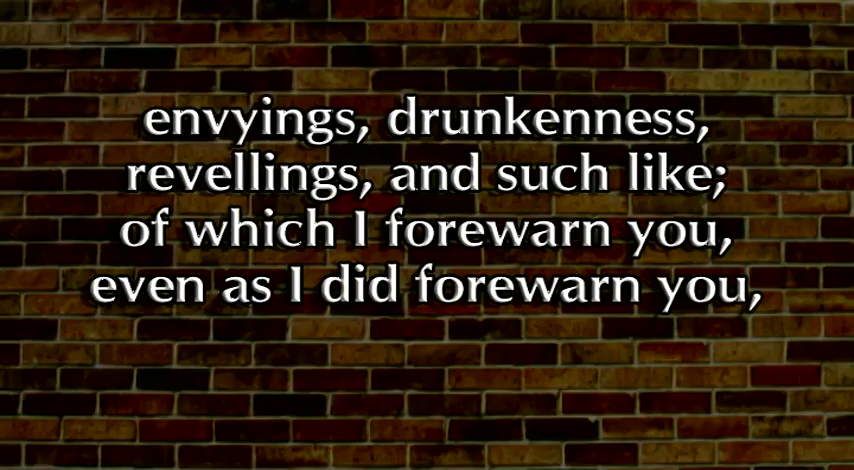 envyings, drunkenness,
revellings, and such like;
of which I forewarn you,
even as I did forewarn you,